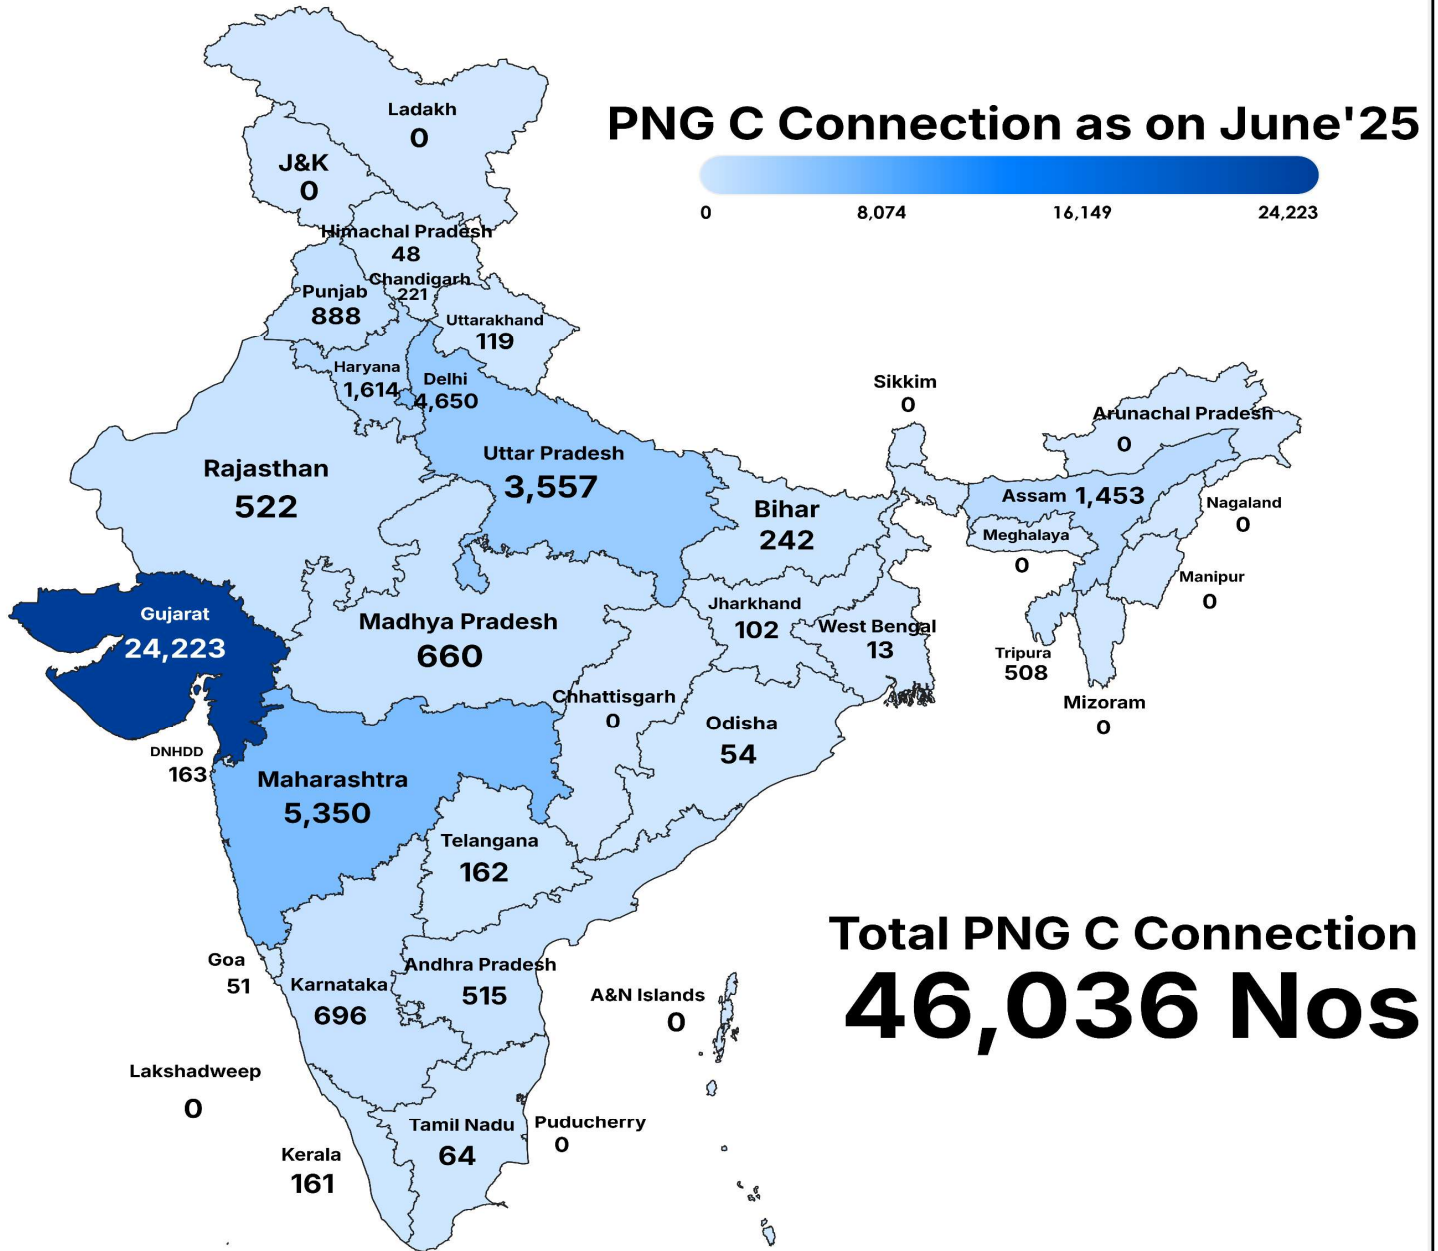 PNG C Connection as on June'25
0 8,074 16,149 24,223
Ladakh
0
J&K
0
Himachal Pradesh
48
Chandigarh
221
Punjab
888
Uttarakhand
119
Haryana
1,614
Delhi
4,650
Sikkim
0
Arunachal Pradesh
0
Uttar Pradesh
3,557
Rajasthan
522
Bihar
242
Assam 1,453
Nagaland
0
Meghalaya
0
Manipur
0
Gujarat
24,223
Madhya Pradesh
660
Jharkhand
102
West Bengal
13
Tripura
508
Mizoram
0
Chhattisgarh
0
Odisha
54
DNHDD
163
Maharashtra
5,350
Telangana
162
Total PNG C Connection
46,036 Nos
Goa
51
Karnataka
696
Andhra Pradesh
515
A&N Islands
0
Lakshadweep
0
Tamil Nadu
64
Puducherry
0
Kerala
161